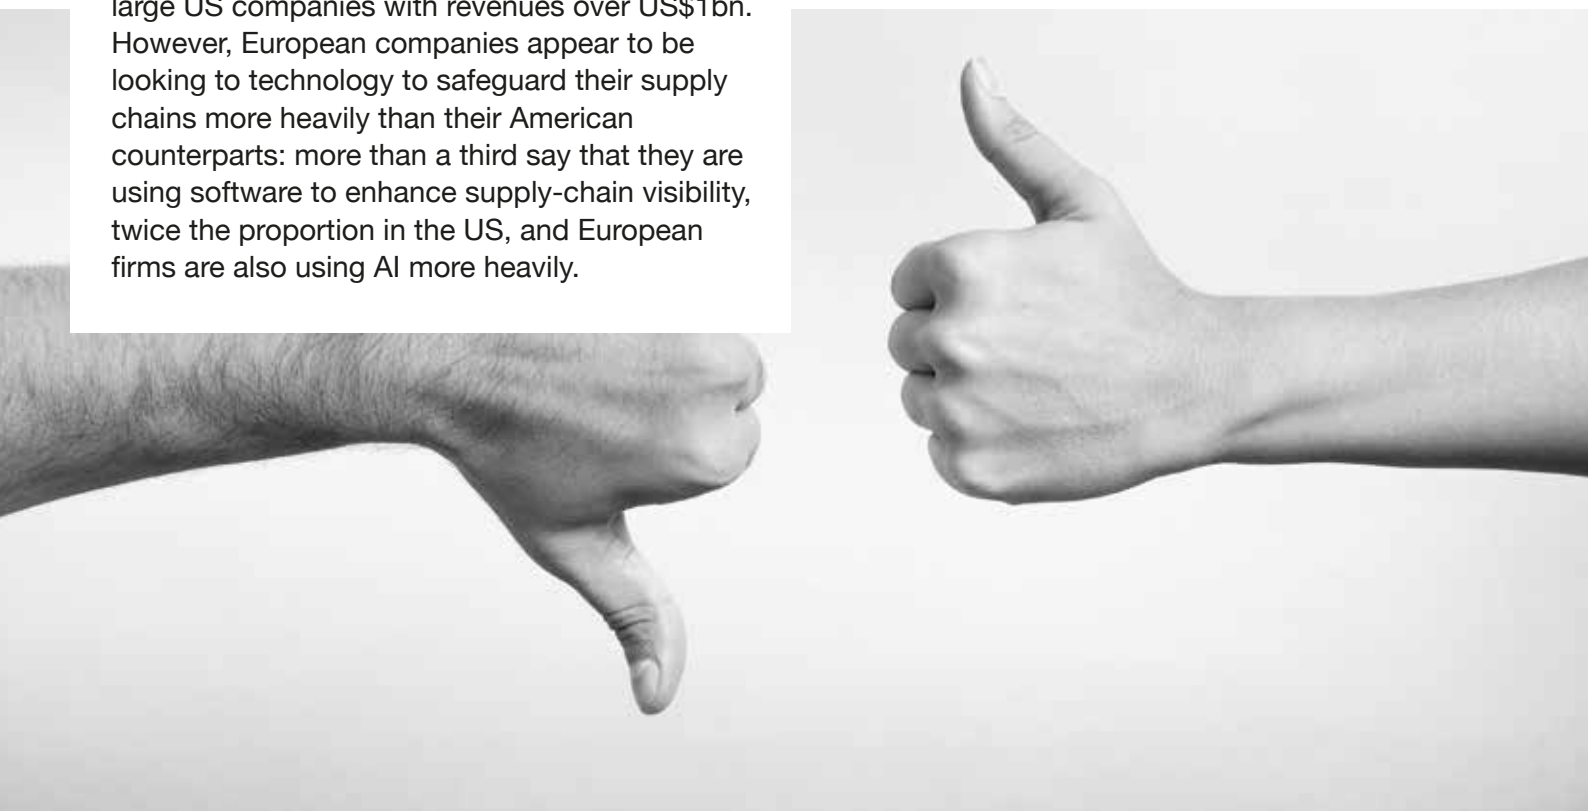 large US companies with revenues over US$1bn.
However, European companies appear to be
looking to technology to safeguard their supply
chains more heavily than their American
counterparts: more than a third say that they are
using software to enhance supply-chain visibility,
twice the proportion in the US, and European
firms are also using AI more heavily.